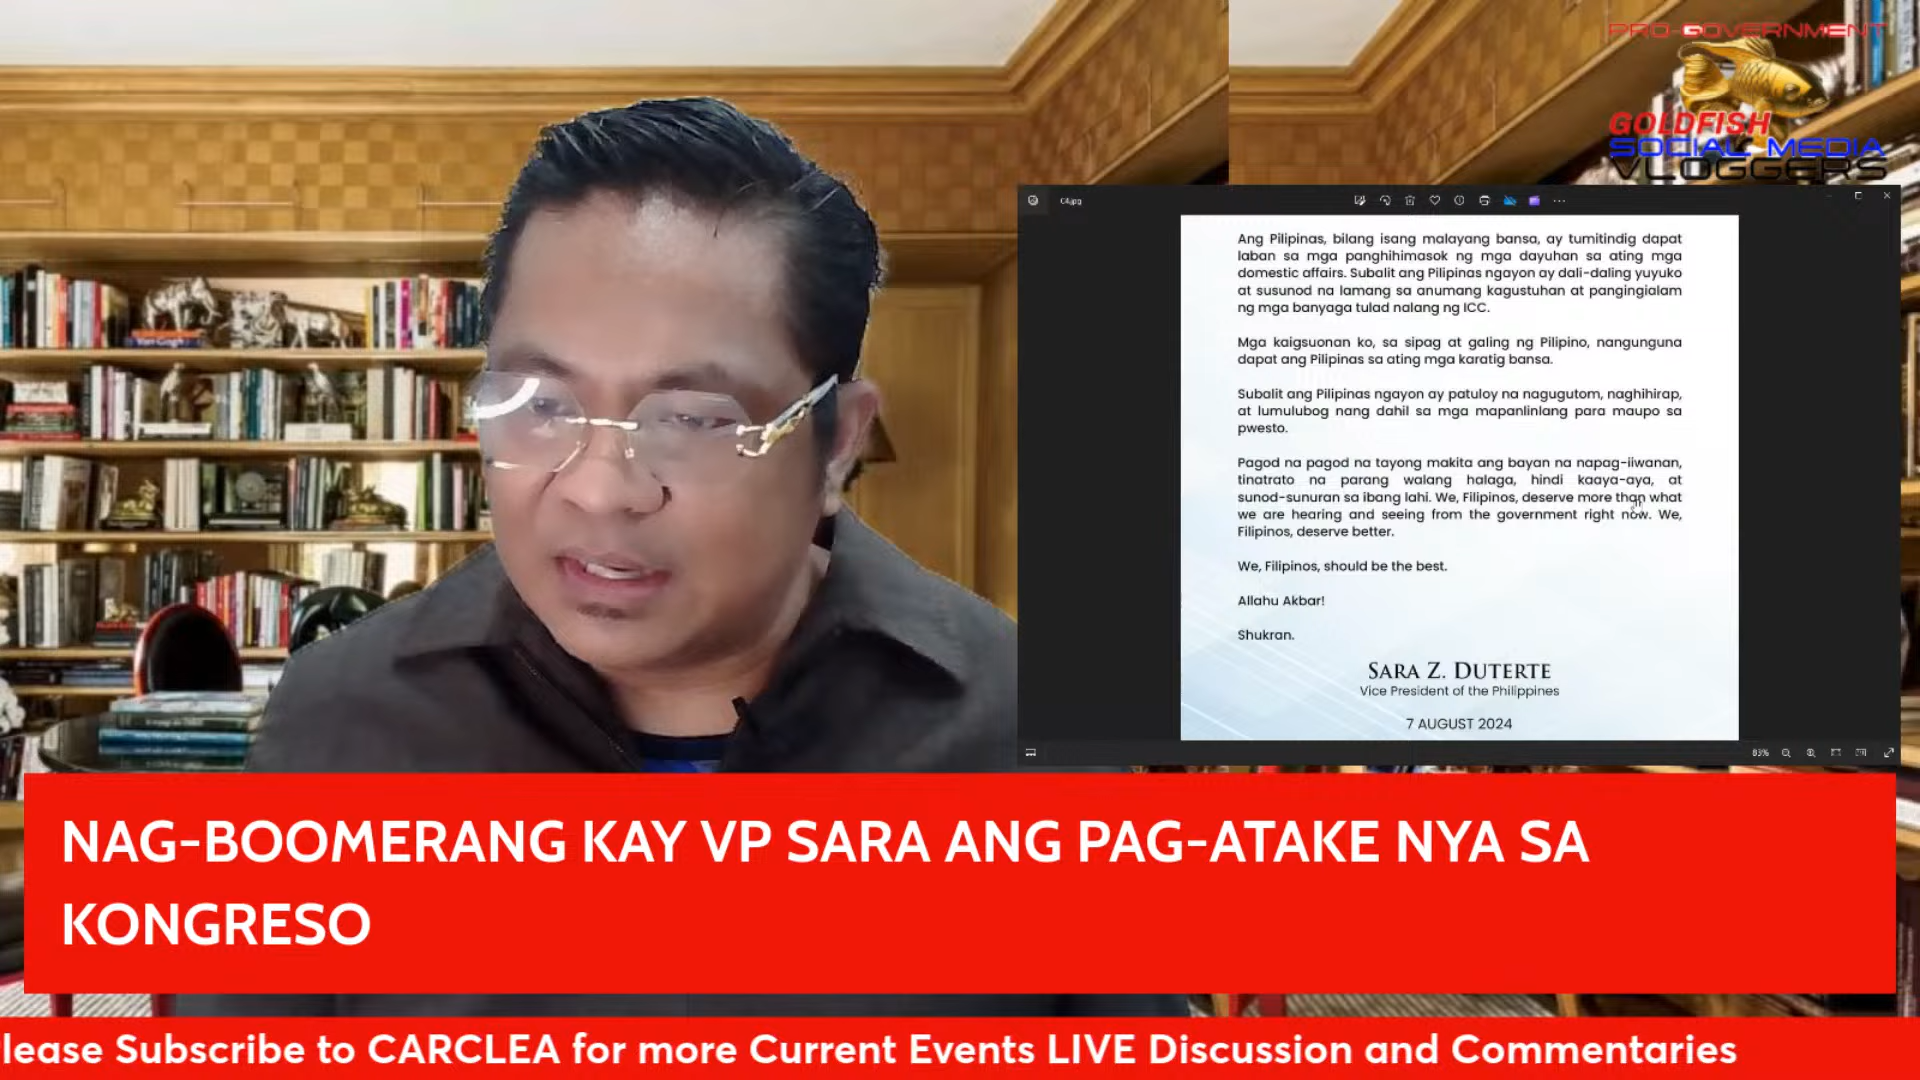 PRO-GOVERNMENT
GOLDFISH
SOCIAL MEDIA
VLOGGERS
C4.jpg
Ang Pilipinas, bilang isang malayang bansa, ay tumitindig dapat
laban sa mga panghihimasok ng mga dayuhan sa ating mga
domestic affairs. Subalit ang Pilipinas ngayon ay dali-daling yuyuko
at susunod na lamang sa anumang kagustuhan at pangingialam
ng mga banyaga tulad nalang ng ICC.
Mga kaigsuonan ko, sa sipag at galing ng Pilipino, nangunguna
dapat ang Pilipinas sa ating mga karatig bansa.
Subalit ang Pilipinas ngayon ay patuloy na nagugutom, naghihirap,
at lumulubog nang dahil sa mga mapanlinlang para maupo sa
pwesto.
Pagod na pagod na tayong makita ang bayan na napag-iiwanan,
tinatrato na parang walang halaga, hindi kaaya-aya, at
sunod-sunuran sa ibang lahi. We, Filipinos, deserve more than what
we are hearing and seeing from the government right now. We,
Filipinos, deserve better.
We, Filipinos, should be the best.
Allahu Akbar!
Shukran.
SARA Z. DUTERTE
Vice President of the Philippines
7 AUGUST 2024
83%
NAG-BOOMERANG KAY VP SARA ANG PAG-ATAKE NYA SA
KONGRESO
lease Subscribe to CARCLEA for more Current Events LIVE Discussion and Commentaries